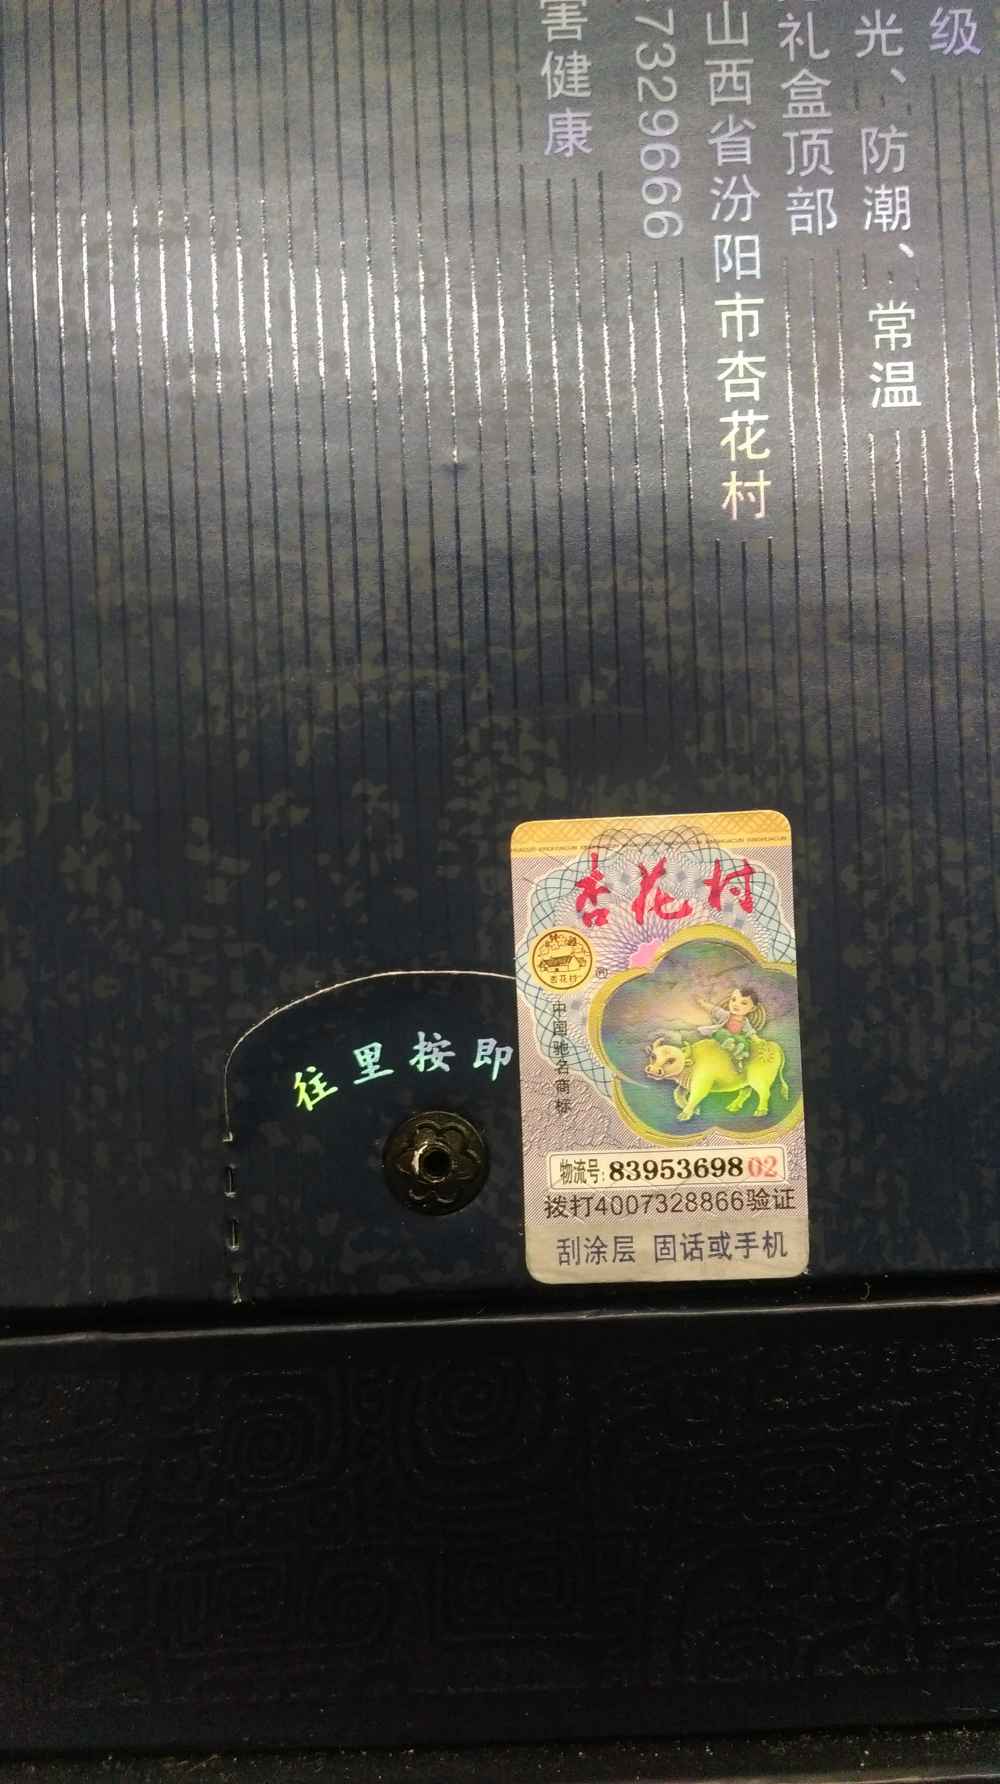 级
光、防潮、常温
礼盒顶部
山西省汾阳市杏花村
7329666
害健康
杏花村
杏花村
中国驰名商标
往里按即
物流号:8395369802
拨打4007328866验证
刮涂层 固话或手机